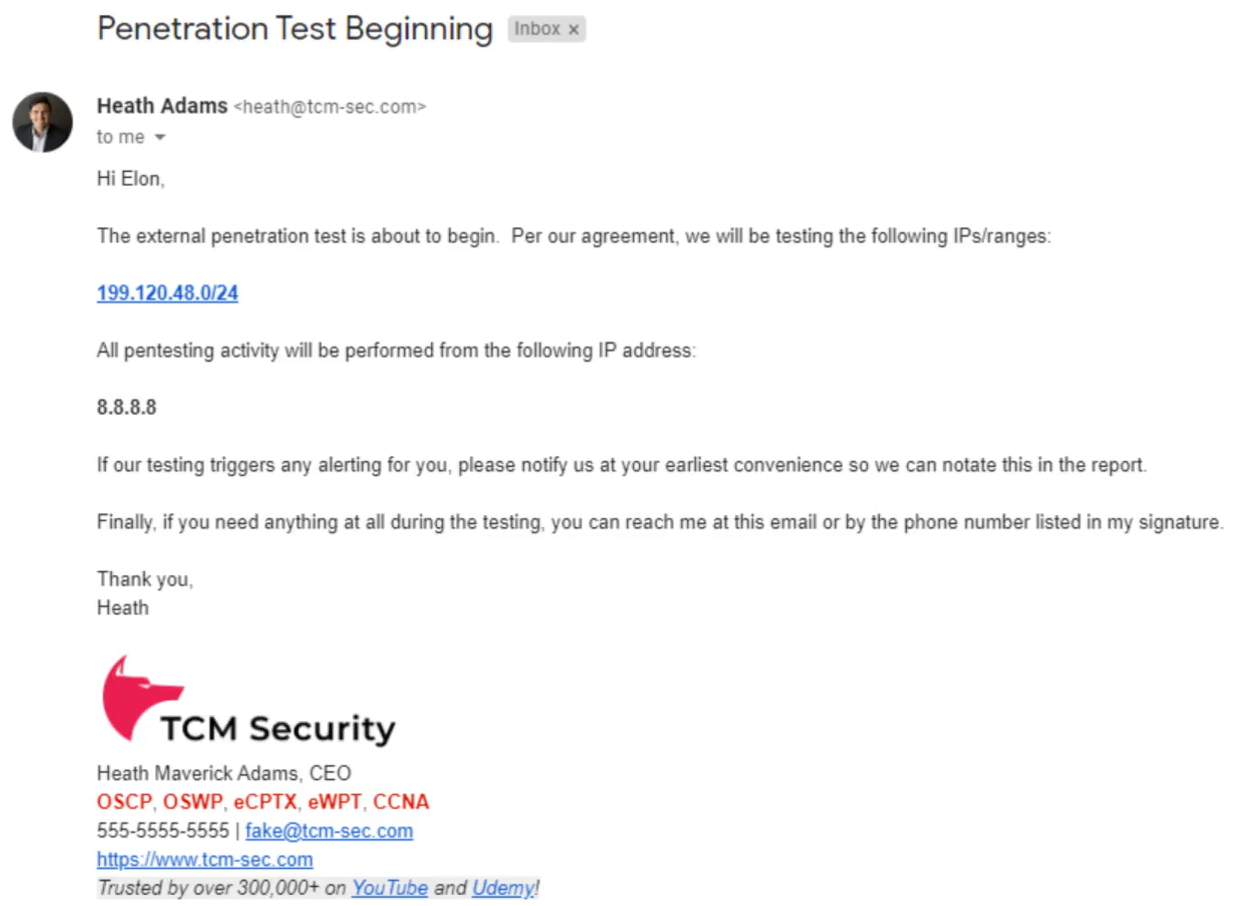 Penetration Test Beginning Inbox ×
Heath Adams <heath@tcm-sec.com>
to me
Hi Elon,
The external penetration test is about to begin.  Per our agreement, we will be testing the following IPs/ranges:
199.120.48.0/24
All pentesting activity will be performed from the following IP address:
8.8.8.8
If our testing triggers any alerting for you, please notify us at your earliest convenience so we can notate this in the report.
Finally, if you need anything at all during the testing, you can reach me at this email or by the phone number listed in my signature.
Thank you,
Heath
TCM Security
Heath Maverick Adams, CEO
OSCP, OSWP, eCPTX, eWPT, CCNA
555-5555-5555 | fake@tcm-sec.com
https://www.tcm-sec.com
Trusted by over 300,000+ on YouTube and Udemy!